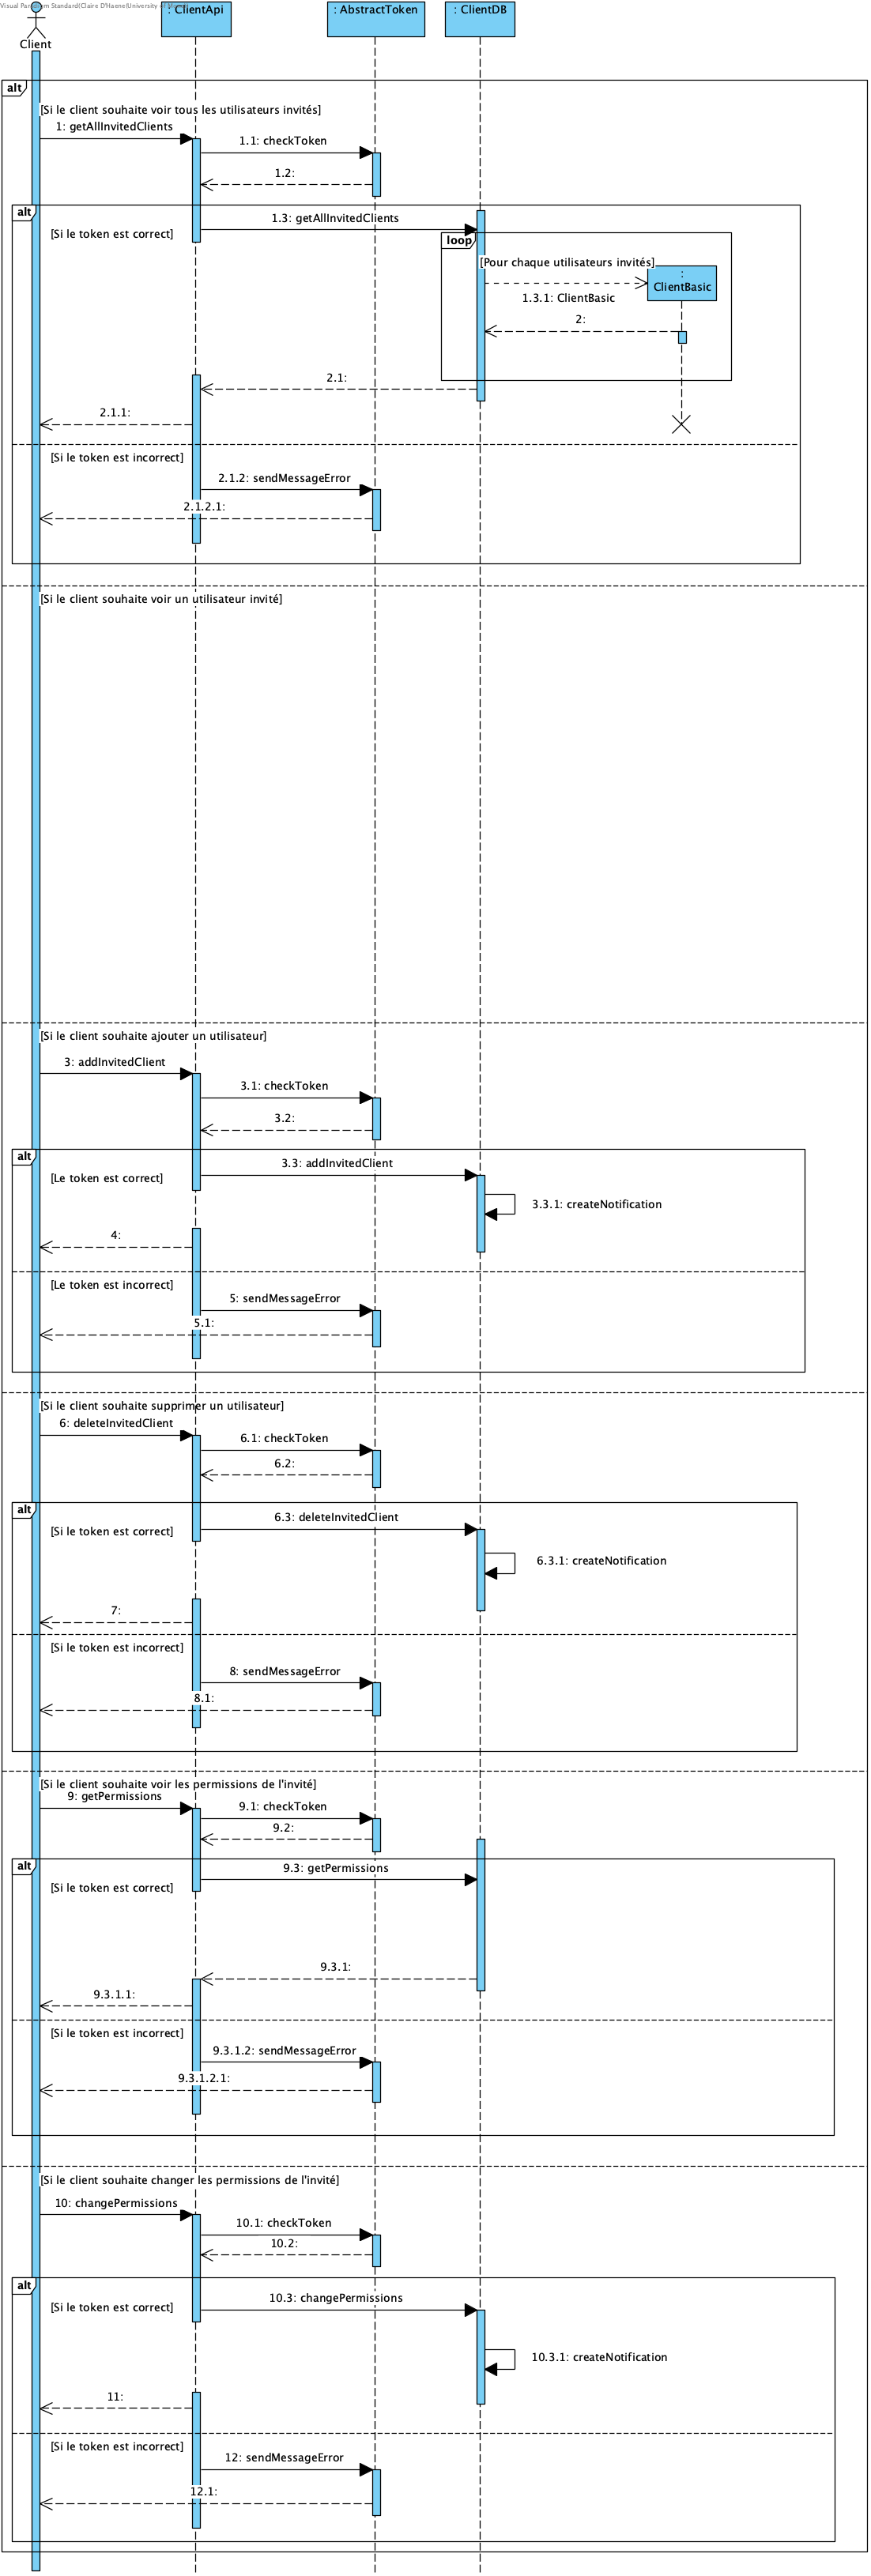 Visual Paradigm Standard(Claire D'Haene(University of
Client
: ClientApi
: AbstractToken
: ClientDB
alt
[Si le client souhaite voir tous les utilisateurs invités]
1: getAllInvitedClients
1.1: checkToken
1.2:
alt
[Si le token est correct]
1.3: getAllInvitedClients
loop
[Pour chaque utilisateurs invités]
:
ClientBasic
1.3.1: ClientBasic
2:
2.1:
2.1.1:
[Si le token est incorrect]
2.1.2: sendMessageError
2.1.2.1:
[Si le client souhaite voir un utilisateur invité]
[Si le client souhaite ajouter un utilisateur]
3: addInvitedClient
3.1: checkToken
3.2:
alt
[Le token est correct]
3.3: addInvitedClient
3.3.1: createNotification
4:
[Le token est incorrect]
5: sendMessageError
5.1:
[Si le client souhaite supprimer un utilisateur]
6: deleteInvitedClient
6.1: checkToken
6.2:
alt
[Si le token est correct]
6.3: deleteInvitedClient
6.3.1: createNotification
7:
[Si le token est incorrect]
8: sendMessageError
8.1:
[Si le client souhaite voir les permissions de l'invité]
9: getPermissions
9.1: checkToken
9.2:
alt
[Si le token est correct]
9.3: getPermissions
9.3.1:
9.3.1.1:
[Si le token est incorrect]
9.3.1.2: sendMessageError
9.3.1.2.1:
[Si le client souhaite changer les permissions de l'invité]
10: changePermissions
10.1: checkToken
10.2:
alt
[Si le token est correct]
10.3: changePermissions
10.3.1: createNotification
11:
[Si le token est incorrect]
12: sendMessageError
12.1: